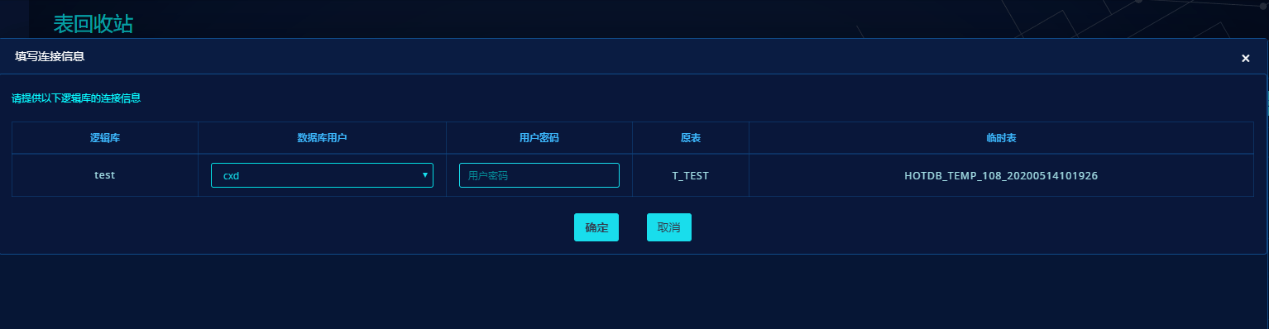 表回收站
填写连接信息 ×
请提供以下逻辑库的连接信息
逻辑库 数据库用户 用户密码 原表 临时表
test cxd 用户密码 T_TEST HOTDB_TEMP_108_20200514101926
确定 取消